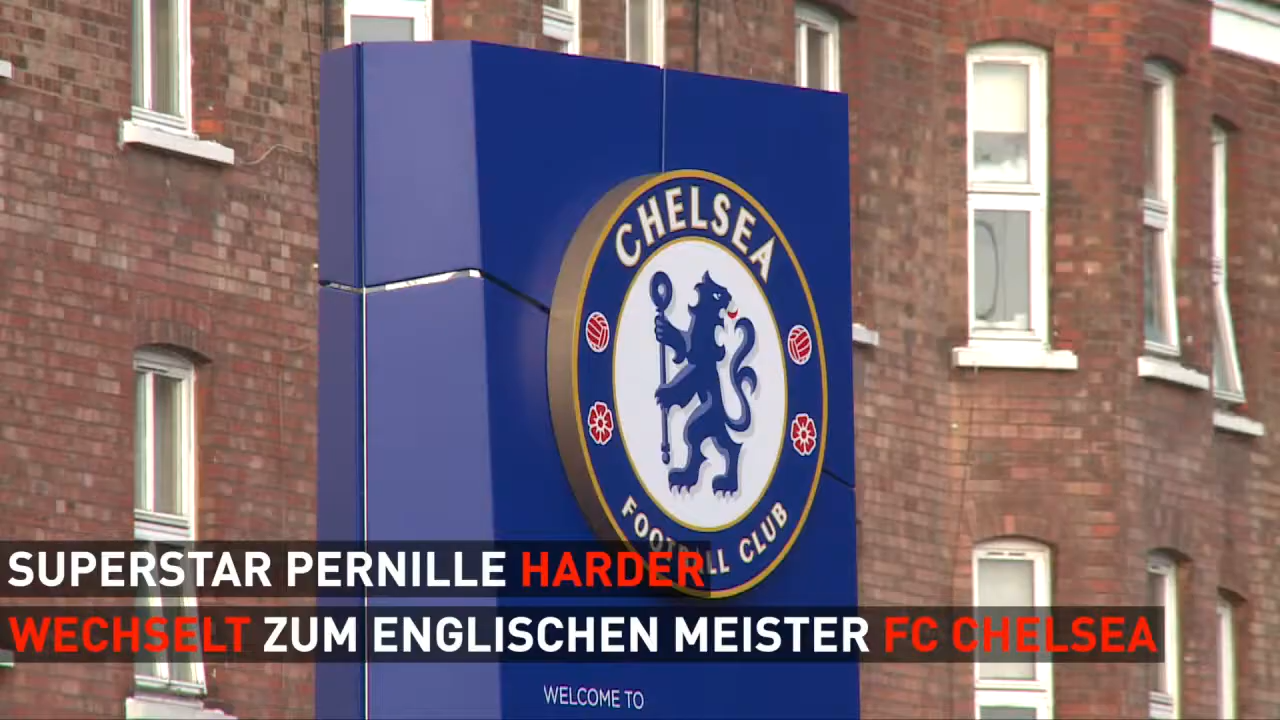 CHELSEA
FOOTBALL CLUB
SUPERSTAR PERNILLE HARDER
WECHSELT ZUM ENGLISCHEN MEISTER FC CHELSEA
WELCOME TO